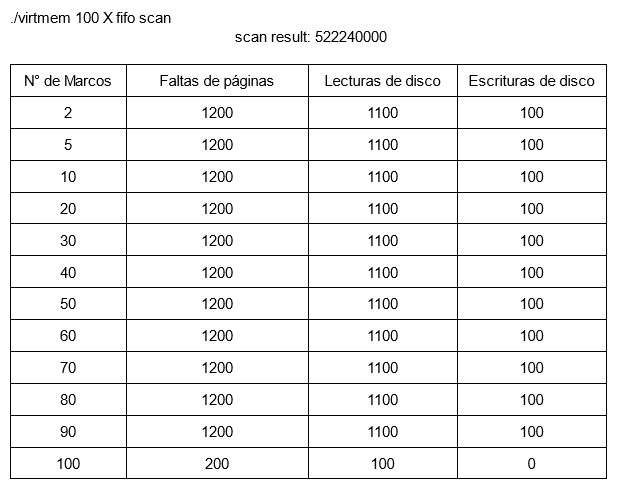 ./virtmem 100 X fifo scan
scan result: 522240000
N° de Marcos Faltas de páginas Lecturas de disco Escrituras de disco
2 1200 1100 100
5 1200 1100 100
10 1200 1100 100
20 1200 1100 100
30 1200 1100 100
40 1200 1100 100
50 1200 1100 100
60 1200 1100 100
70 1200 1100 100
80 1200 1100 100
90 1200 1100 100
100 200 100 0